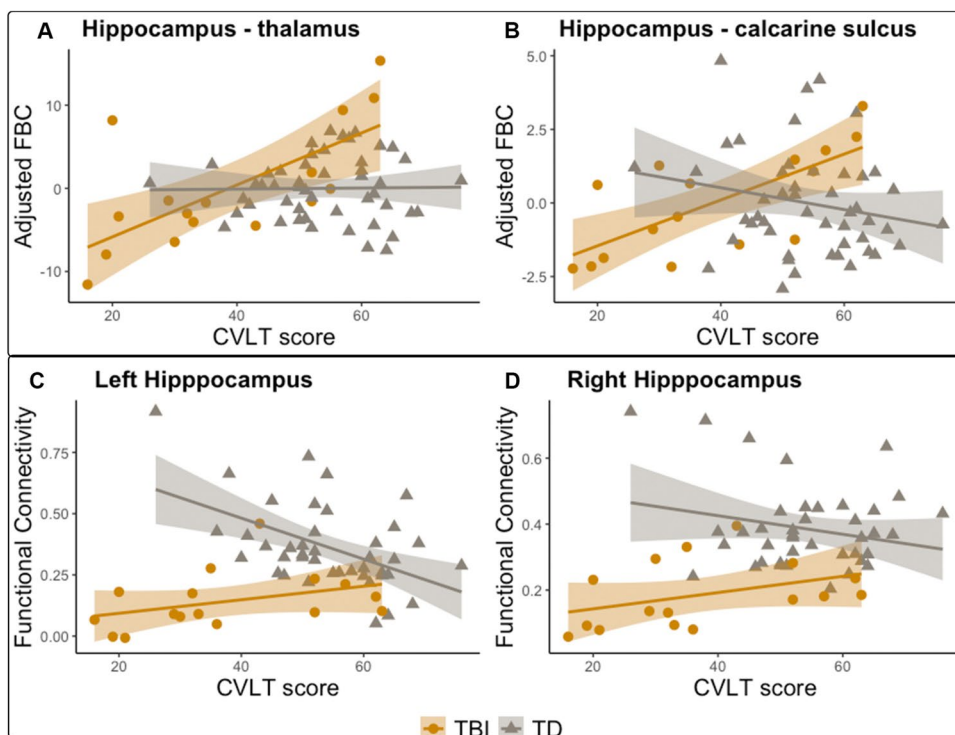 A Hippocampus - thalamus
Adjusted FBC
10
0
-10
20 40 60
CVLT score
B Hippocampus - calcarine sulcus
Adjusted FBC
5.0
2.5
0.0
-2.5
20 40 60
CVLT score
C Left Hipppocampus
Functional Connectivity
0.75
0.50
0.25
0.00
20 40 60
CVLT score
D Right Hipppocampus
Functional Connectivity
0.6
0.4
0.2
20 40 60
CVLT score
TBI TD